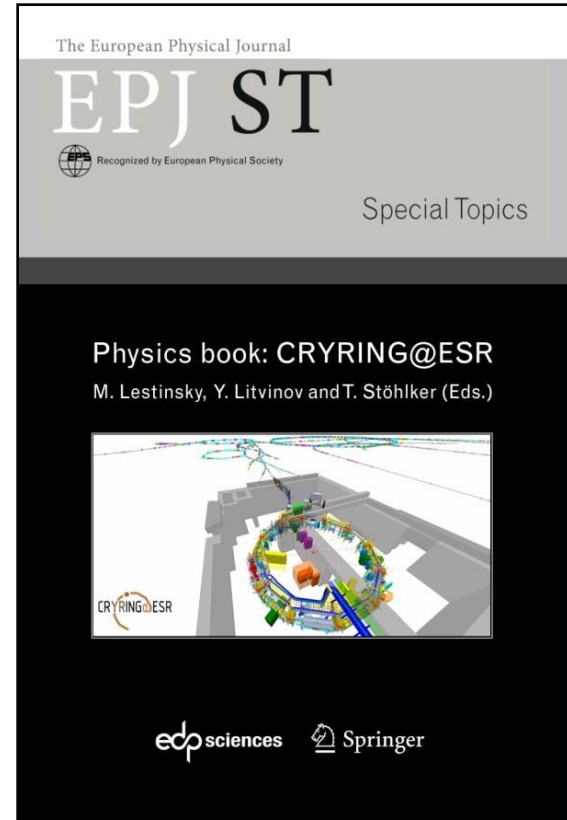 The European Physical Journal
EPJ ST
EPS Recognized by European Physical Society
Special Topics
Physics book: CRYRING@ESR
M. Lestinsky, Y. Litvinov and T. Stöhlker (Eds.)
CRYRING@ESR
edp sciences Springer